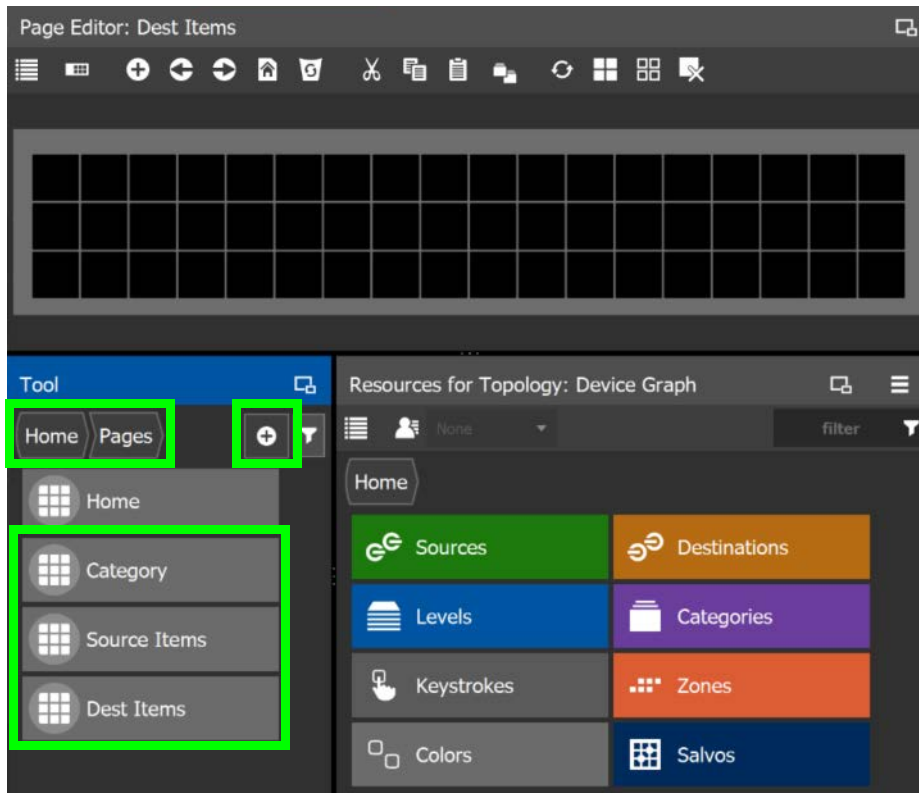 Page Editor: Dest Items
Tool
Resources for Topology: Device Graph
Home Pages
None
filter
Home
Home
Category
Source Items
Dest Items
Sources
Destinations
Levels
Categories
Keystrokes
Zones
Colors
Salvos